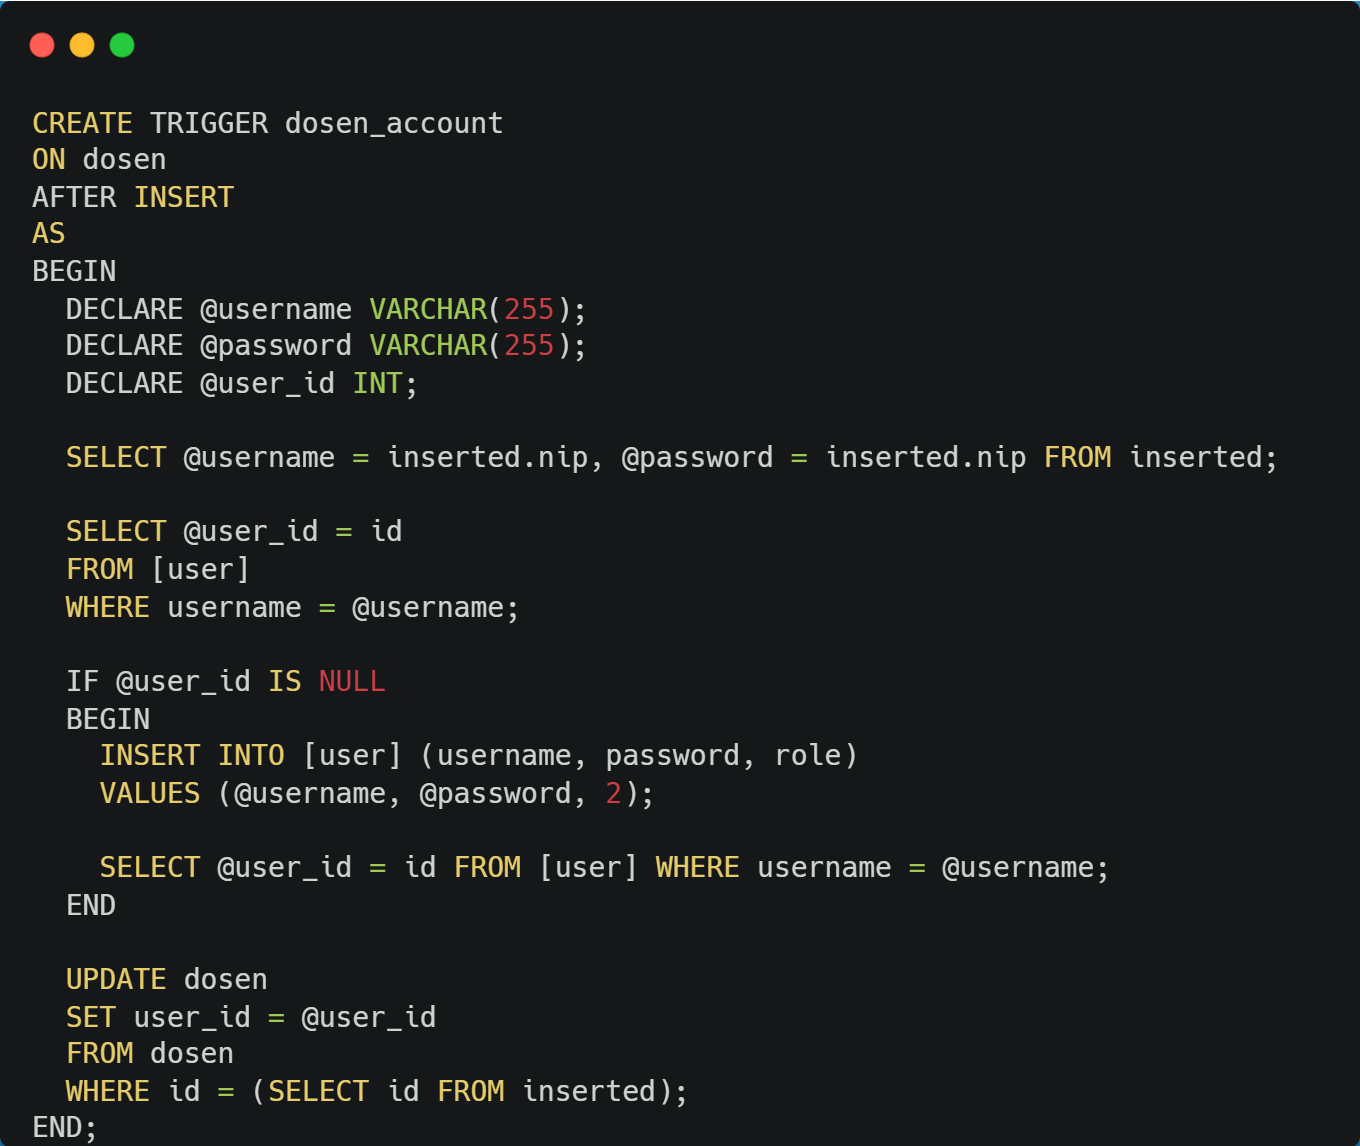 CREATE TRIGGER dosen_account
ON dosen
AFTER INSERT
AS
BEGIN
  DECLARE @username VARCHAR(255);
  DECLARE @password VARCHAR(255);
  DECLARE @user_id INT;

  SELECT @username = inserted.nip, @password = inserted.nip FROM inserted;

  SELECT @user_id = id
  FROM [user]
  WHERE username = @username;

  IF @user_id IS NULL
  BEGIN
    INSERT INTO [user] (username, password, role)
    VALUES (@username, @password, 2);

    SELECT @user_id = id FROM [user] WHERE username = @username;
  END

  UPDATE dosen
  SET user_id = @user_id
  FROM dosen
  WHERE id = (SELECT id FROM inserted);
END;